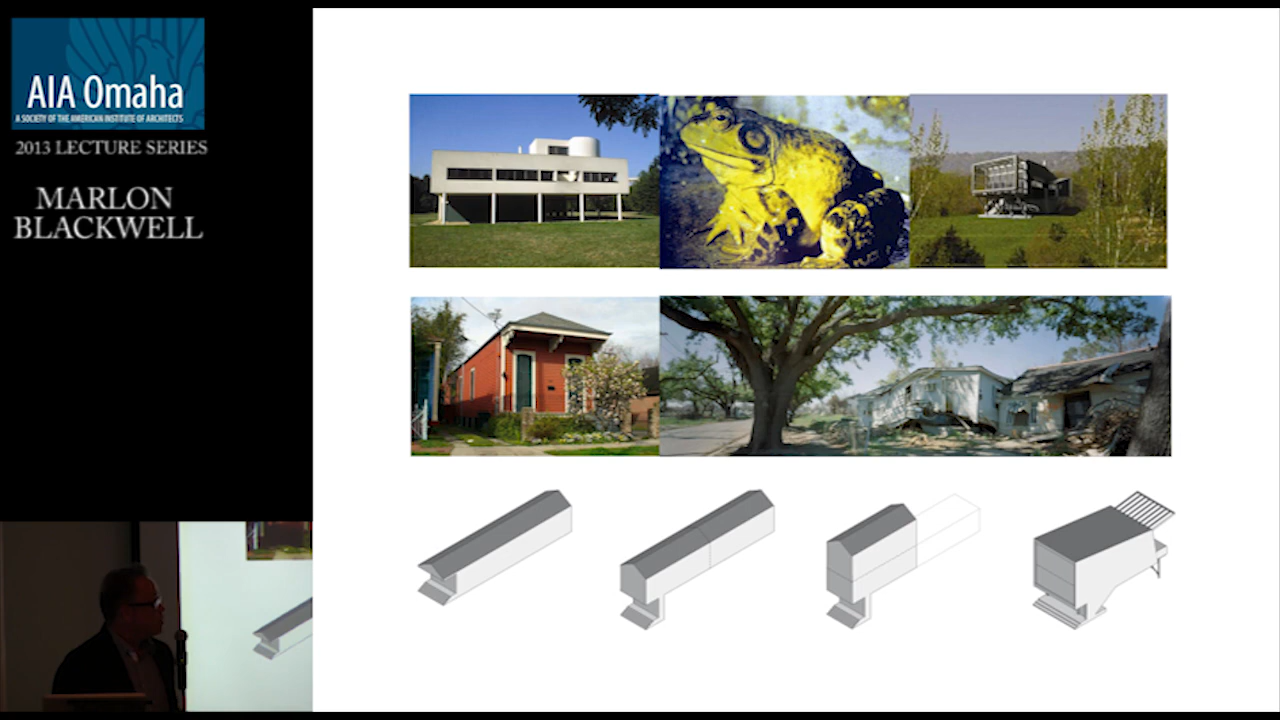 AIA Omaha
A SOCIETY OF THE AMERICAN INSTITUTE OF ARCHITECTS
2013 LECTURE SERIES
MARLON
BLACKWELL